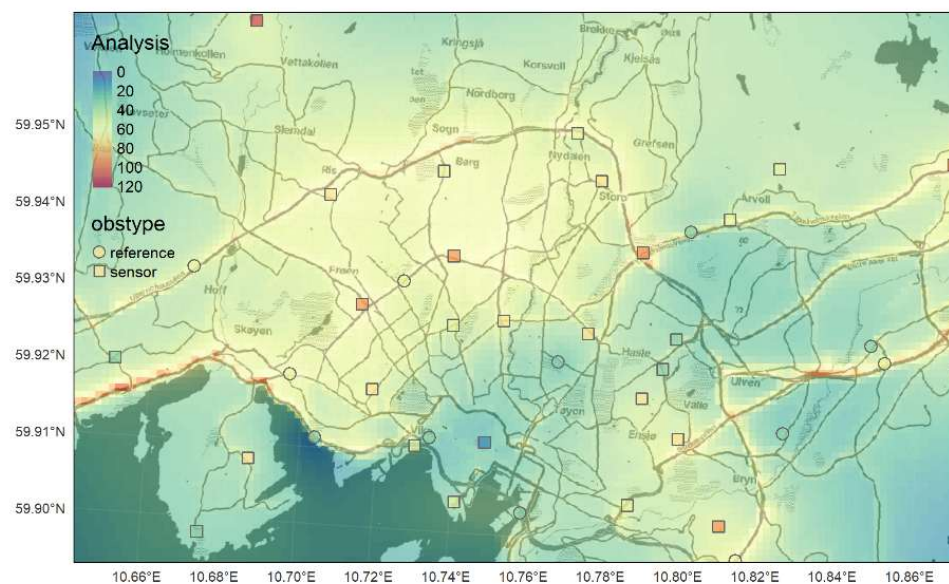 Analysis
0
20
40
60
80
100
120
obstype
reference
sensor
Kringsjå
Korsvoll
Kjelsås
Vettakollen
Nordberg
Slemdal
Sogn
Grefsen
Nydalen
Ris
Berg
Storo
Årvoll
Frøen
Hoff
Skøyen
Hasle
Ulven
Tøyen
Valle
Ensjø
Bryn
59.95°N
59.94°N
59.93°N
59.92°N
59.91°N
59.90°N
10.66°E
10.68°E
10.70°E
10.72°E
10.74°E
10.76°E
10.78°E
10.80°E
10.82°E
10.84°E
10.86°E